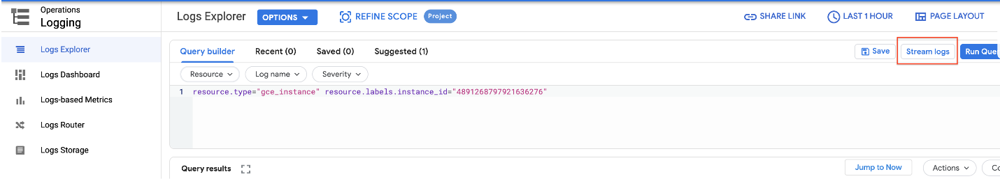 Operations
Logging
Logs Explorer
OPTIONS
REFINE SCOPE
Project
SHARE LINK
LAST 1 HOUR
PAGE LAYOUT
Logs Explorer
Logs Dashboard
Logs-based Metrics
Logs Router
Logs Storage
Query builder
Recent (0)
Saved (0)
Suggested (1)
Save
Stream logs
Run Que
Resource
Log name
Severity
1 resource.type="gce_instance" resource.labels.instance_id="4891268797921636276"
Query results
Jump to Now
Actions
Co